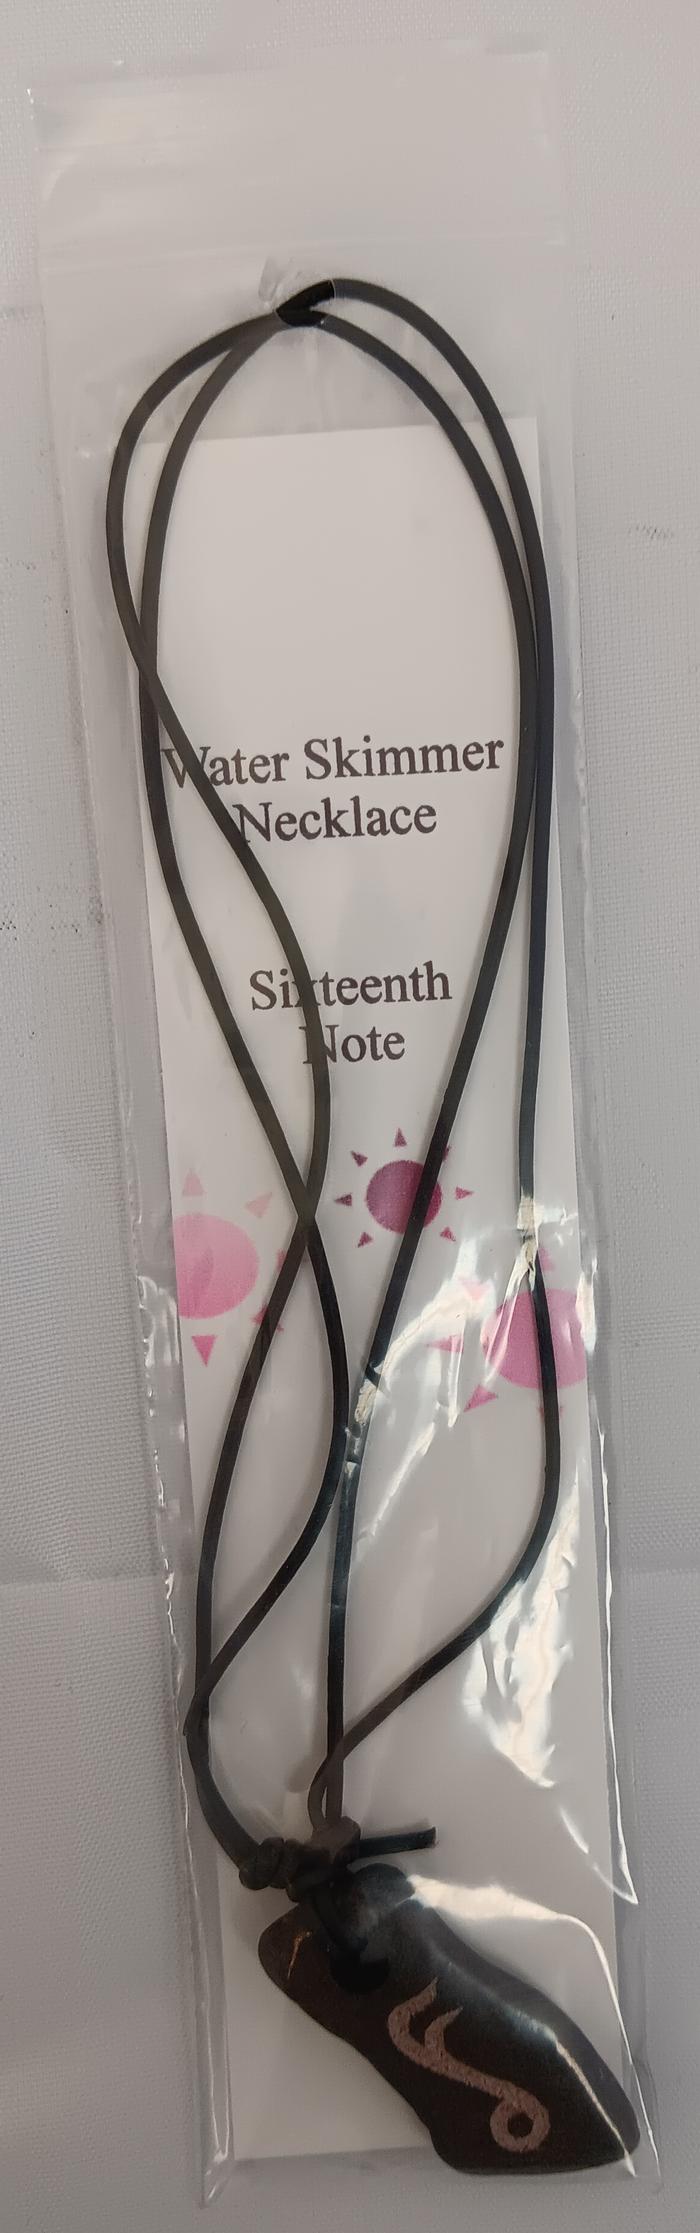 Water Skimmer
Necklace
Sixteenth
Note